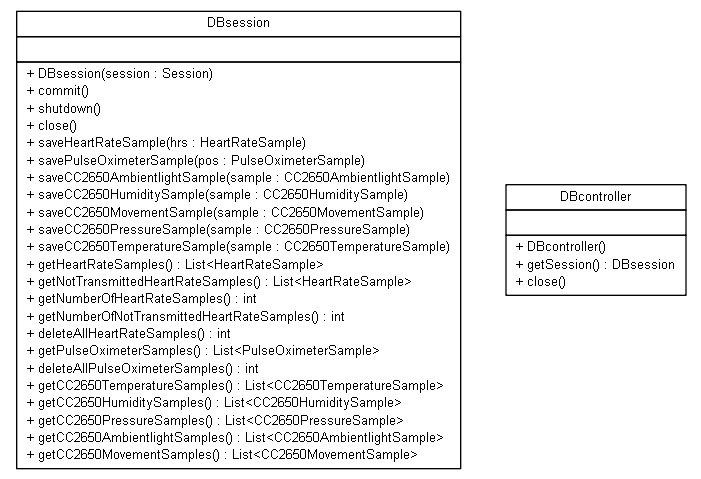 DBsession
+ DBsession(session : Session)
+ commit()
+ shutdown()
+ close()
+ saveHeartRateSample(hrs : HeartRateSample)
+ savePulseOximeterSample(pos : PulseOximeterSample)
+ saveCC2650AmbientlightSample(sample : CC2650AmbientlightSample)
+ saveCC2650HumiditySample(sample : CC2650HumiditySample)
+ saveCC2650MovementSample(sample : CC2650MovementSample)
+ saveCC2650PressureSample(sample : CC2650PressureSample)
+ saveCC2650TemperatureSample(sample : CC2650TemperatureSample)
+ getHeartRateSamples() : List<HeartRateSample>
+ getNotTransmittedHeartRateSamples() : List<HeartRateSample>
+ getNumberOfHeartRateSamples() : int
+ getNumberOfNotTransmittedHeartRateSamples() : int
+ deleteAllHeartRateSamples() : int
+ getPulseOximeterSamples() : List<PulseOximeterSample>
+ deleteAllPulseOximeterSamples() : int
+ getCC2650TemperatureSamples() : List<CC2650TemperatureSample>
+ getCC2650HumiditySamples() : List<CC2650HumiditySample>
+ getCC2650PressureSamples() : List<CC2650PressureSample>
+ getCC2650AmbientlightSamples() : List<CC2650AmbientlightSample>
+ getCC2650MovementSamples() : List<CC2650MovementSample>
DBcontroller
+ DBcontroller()
+ getSession() : DBsession
+ close()